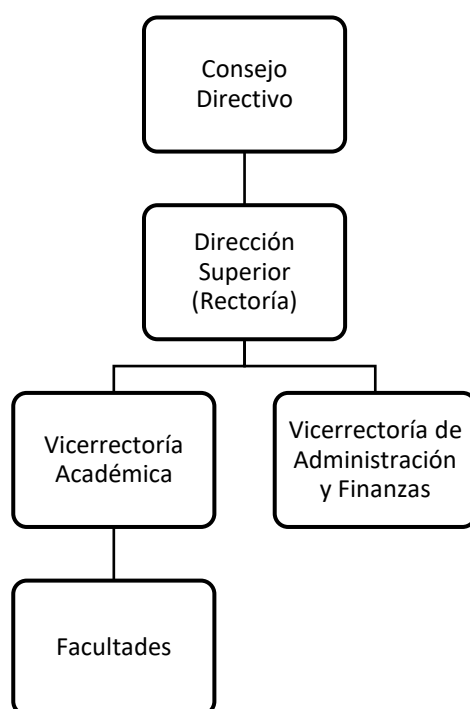 Consejo
Directivo
Dirección
Superior
(Rectoría)
Vicerrectoría
Académica
Vicerrectoría de
Administración
y Finanzas
Facultades